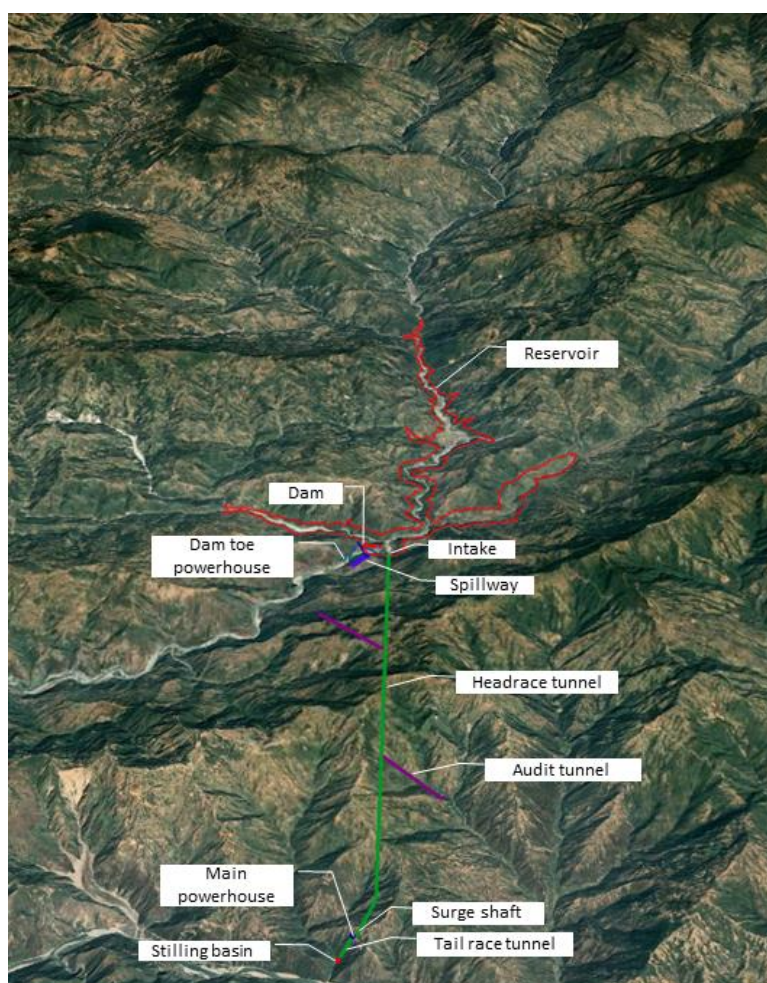 Reservoir
Dam
Dam toe
powerhouse
Intake
Spillway
Headrace tunnel
Audit tunnel
Main
powerhouse
Surge shaft
Tail race tunnel
Stilling basin